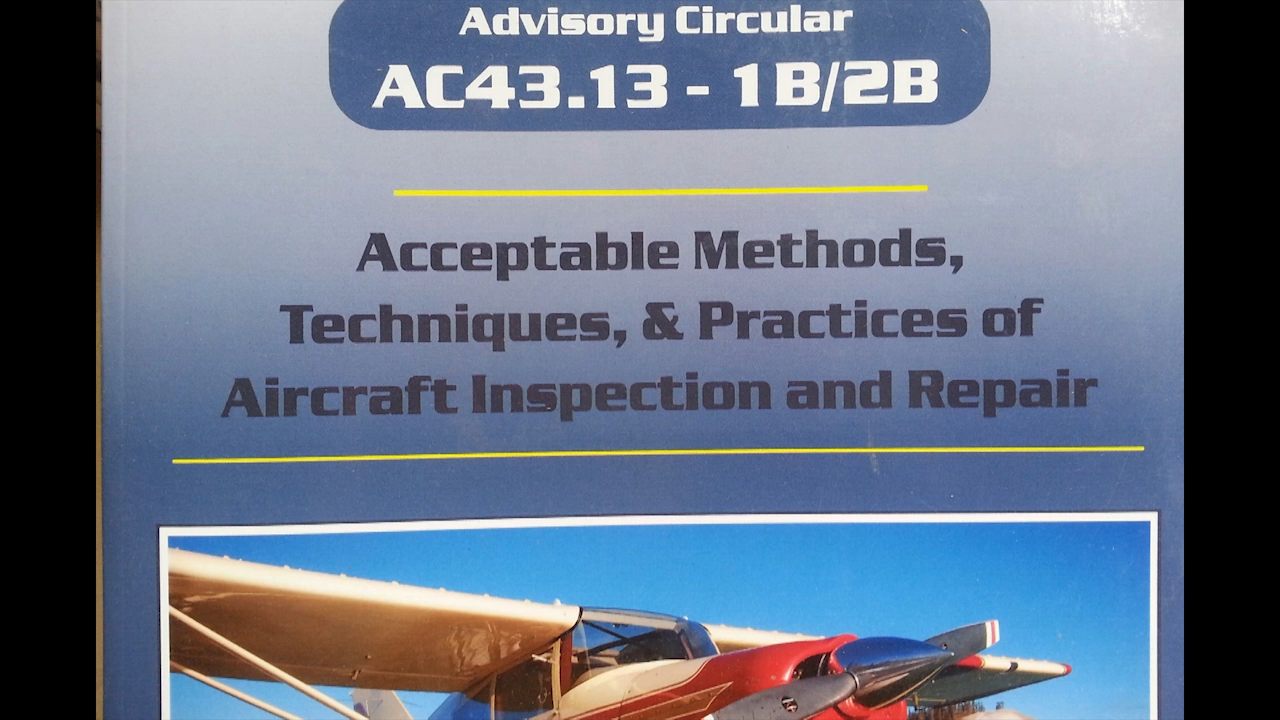 Advisory Circular
AC43.13 - 1B/2B
Acceptable Methods,
Techniques, & Practices of
Aircraft Inspection and Repair